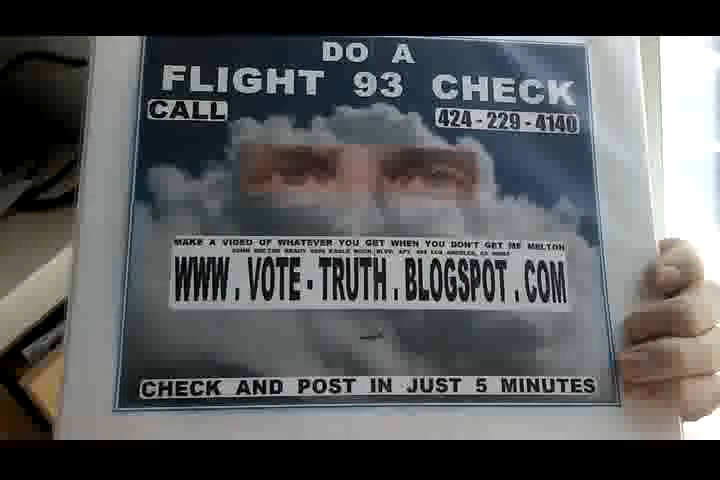 DO A
FLIGHT 93 CHECK
CALL 424-229-4140
MAKE A VIDEO OF WHATEVER YOU GET WHEN YOU DON'T GET ME MELTON
WWW.VOTE-TRUTH.BLOGSPOT.COM
CHECK AND POST IN JUST 5 MINUTES